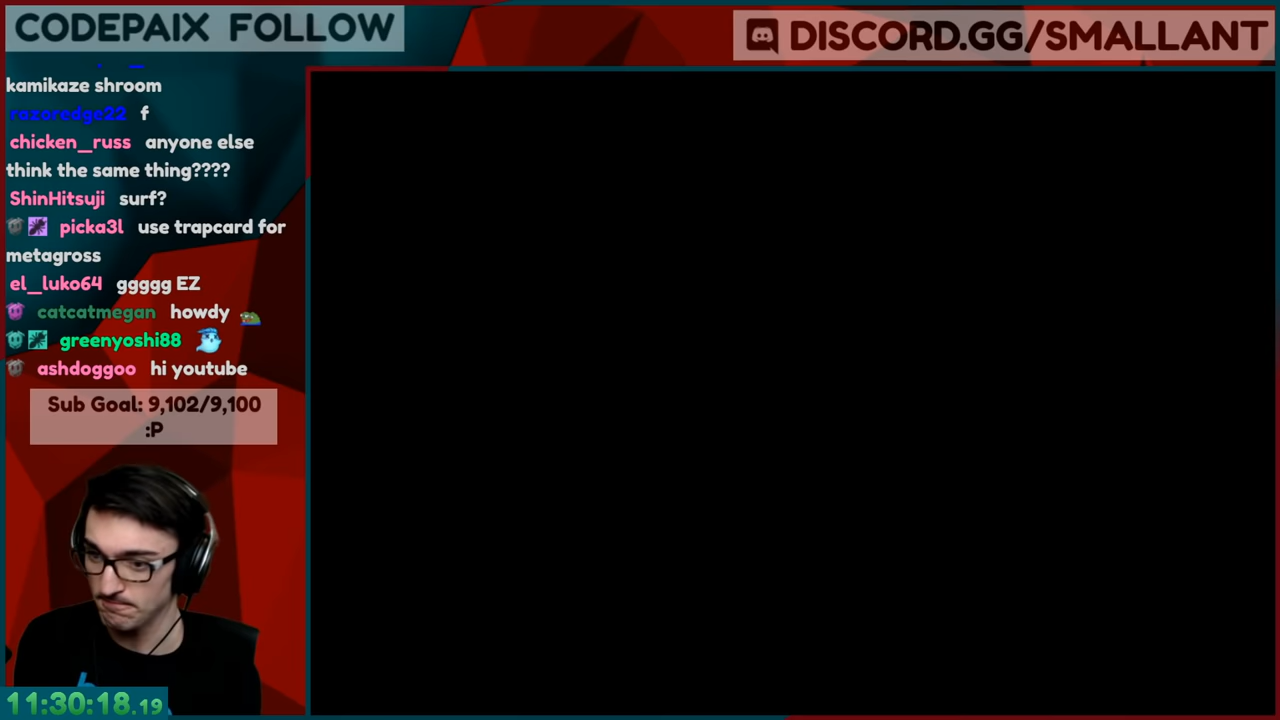 CODEPAIX FOLLOW
DISCORD.GG/SMALLANT
kamikaze shroom
razoredge22 f
chicken_russ anyone else
think the same thing????
ShinHitsuji surf?
picka3l use trapcard for
metagross
el_luko64 ggggg EZ
catcatmegan howdy
greenyoshi88
ashdoggoo hi youtube
Sub Goal: 9,102/9,100
:P
11:30:18.19